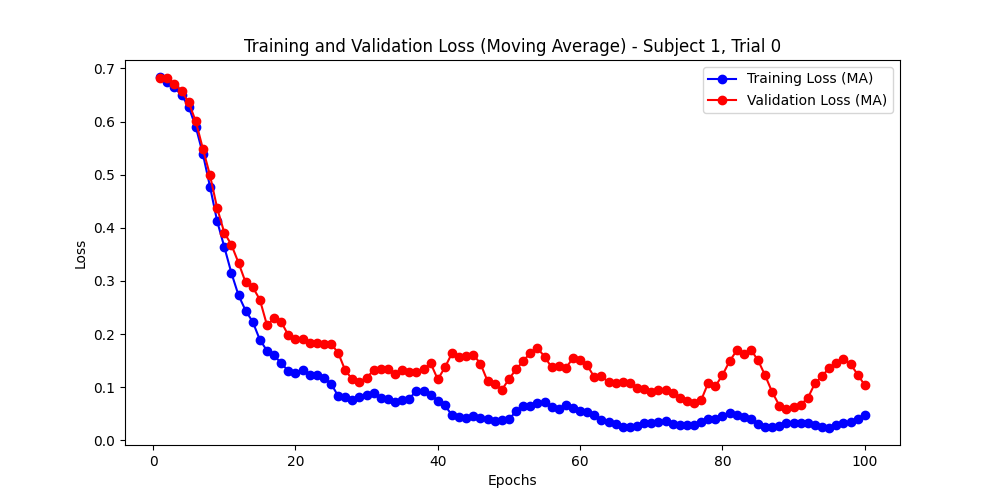 Training and Validation Loss (Moving Average) - Subject 1, Trial 0
Training Loss (MA)
Validation Loss (MA)
Loss
0.7
0.6
0.5
0.4
0.3
0.2
0.1
0.0
0 20 40 60 80 100
Epochs